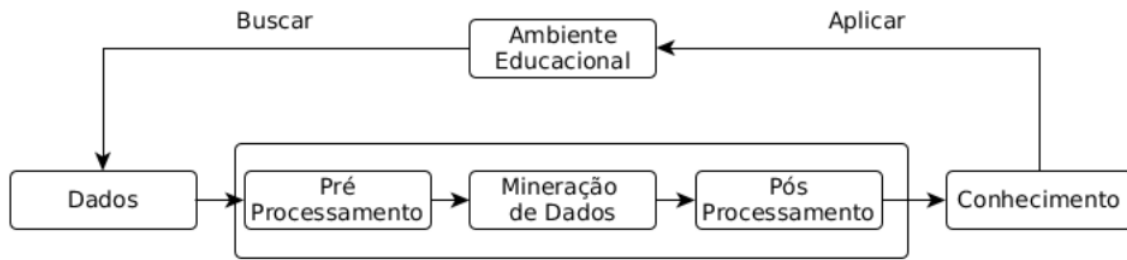 Buscar
Aplicar
Ambiente
Educacional
Dados
Pré
Processamento
Mineração
de Dados
Pós
Processamento
Conhecimento